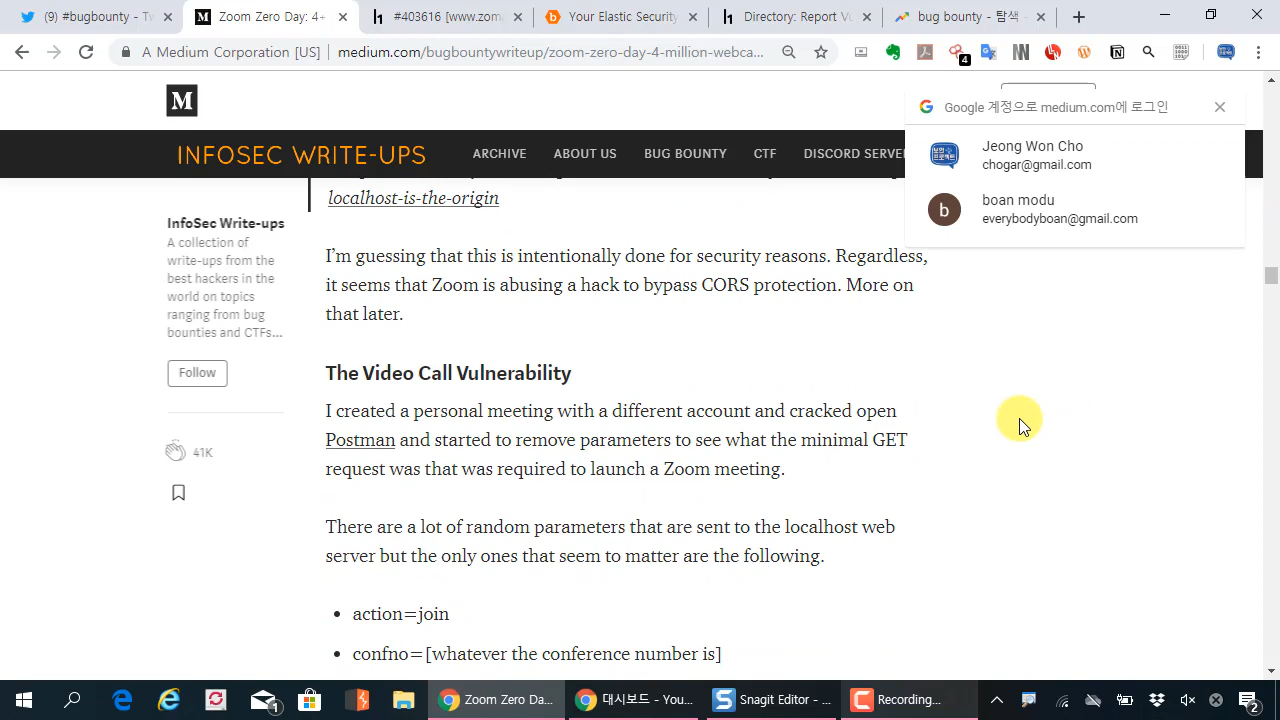 (9) #bugbounty - Tw
Zoom Zero Day: 4+
#403616 [www.zom
Your Elastic Security
Directory: Report Vu
bug bounty - 탐색
A Medium Corporation [US]
medium.com/bugbountywriteup/zoom-zero-day-4-million-webca...
4
M
Google 계정으로 medium.com에 로그인
Jeong Won Cho
chogar@gmail.com
b
boan modu
everybodyboan@gmail.com
INFOSEC WRITE-UPS
ARCHIVE
ABOUT US
BUG BOUNTY
CTF
DISCORD SERVE
localhost-is-the-origin
InfoSec Write-ups
A collection of
write-ups from the
best hackers in the
world on topics
ranging from bug
bounties and CTFs...
Follow
41K
I'm guessing that this is intentionally done for security reasons. Regardless,
it seems that Zoom is abusing a hack to bypass CORS protection. More on
that later.
The Video Call Vulnerability
I created a personal meeting with a different account and cracked open
Postman and started to remove parameters to see what the minimal GET
request was that was required to launch a Zoom meeting.
There are a lot of random parameters that are sent to the localhost web
server but the only ones that seem to matter are the following.
• action=join
• confno=[whatever the conference number is]
1
Zoom Zero Da...
대시보드 - You...
Snagit Editor - ...
Recording...
2